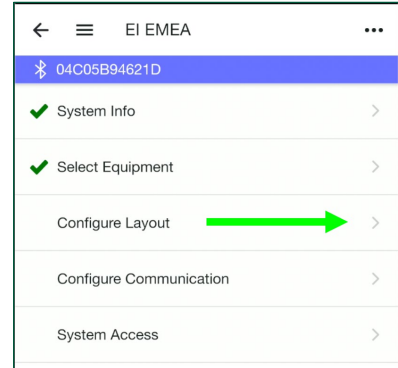 EI EMEA
04C05B94621D
System Info
Select Equipment
Configure Layout
Configure Communication
System Access